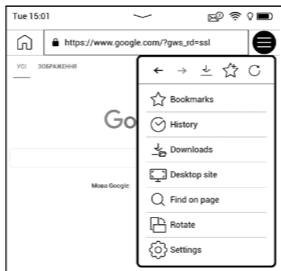 Tue 15:01
https://www.google.com/?gws_rd=ssl
УСІ ЗОБРАЖЕННЯ
Go
Мова Google:
Bookmarks
History
Downloads
Desktop site
Find on page
Rotate
Settings